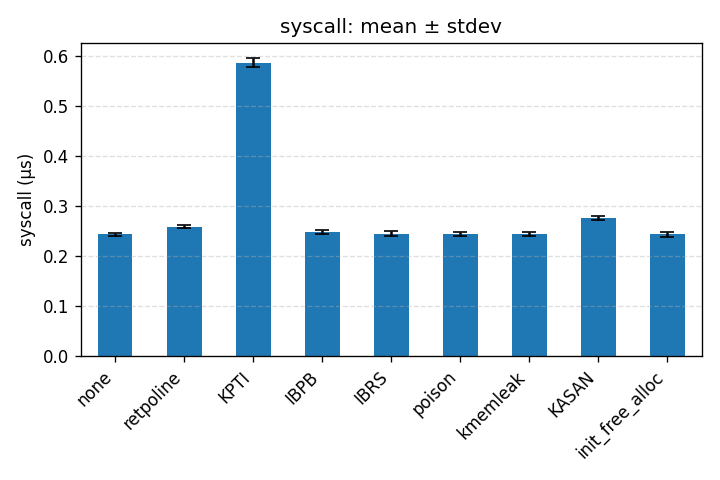 syscall: mean ± stdev
syscall (µs)
0.6
0.5
0.4
0.3
0.2
0.1
0.0
none
retpoline
KPTI
IBPB
IBRS
poison
kmemleak
KASAN
init_free_alloc